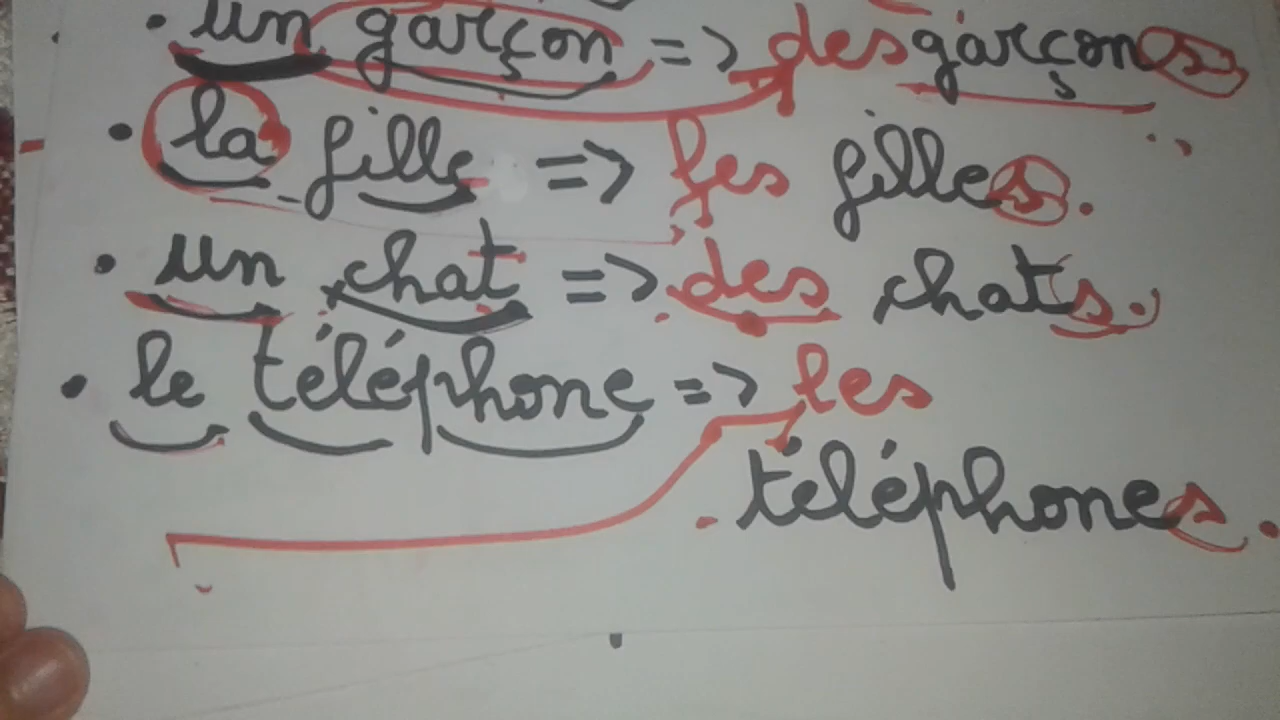 • un garçon => des garçons
• la fille => les filles.
• un chat => des chats.
• le téléphone => les
téléphones.